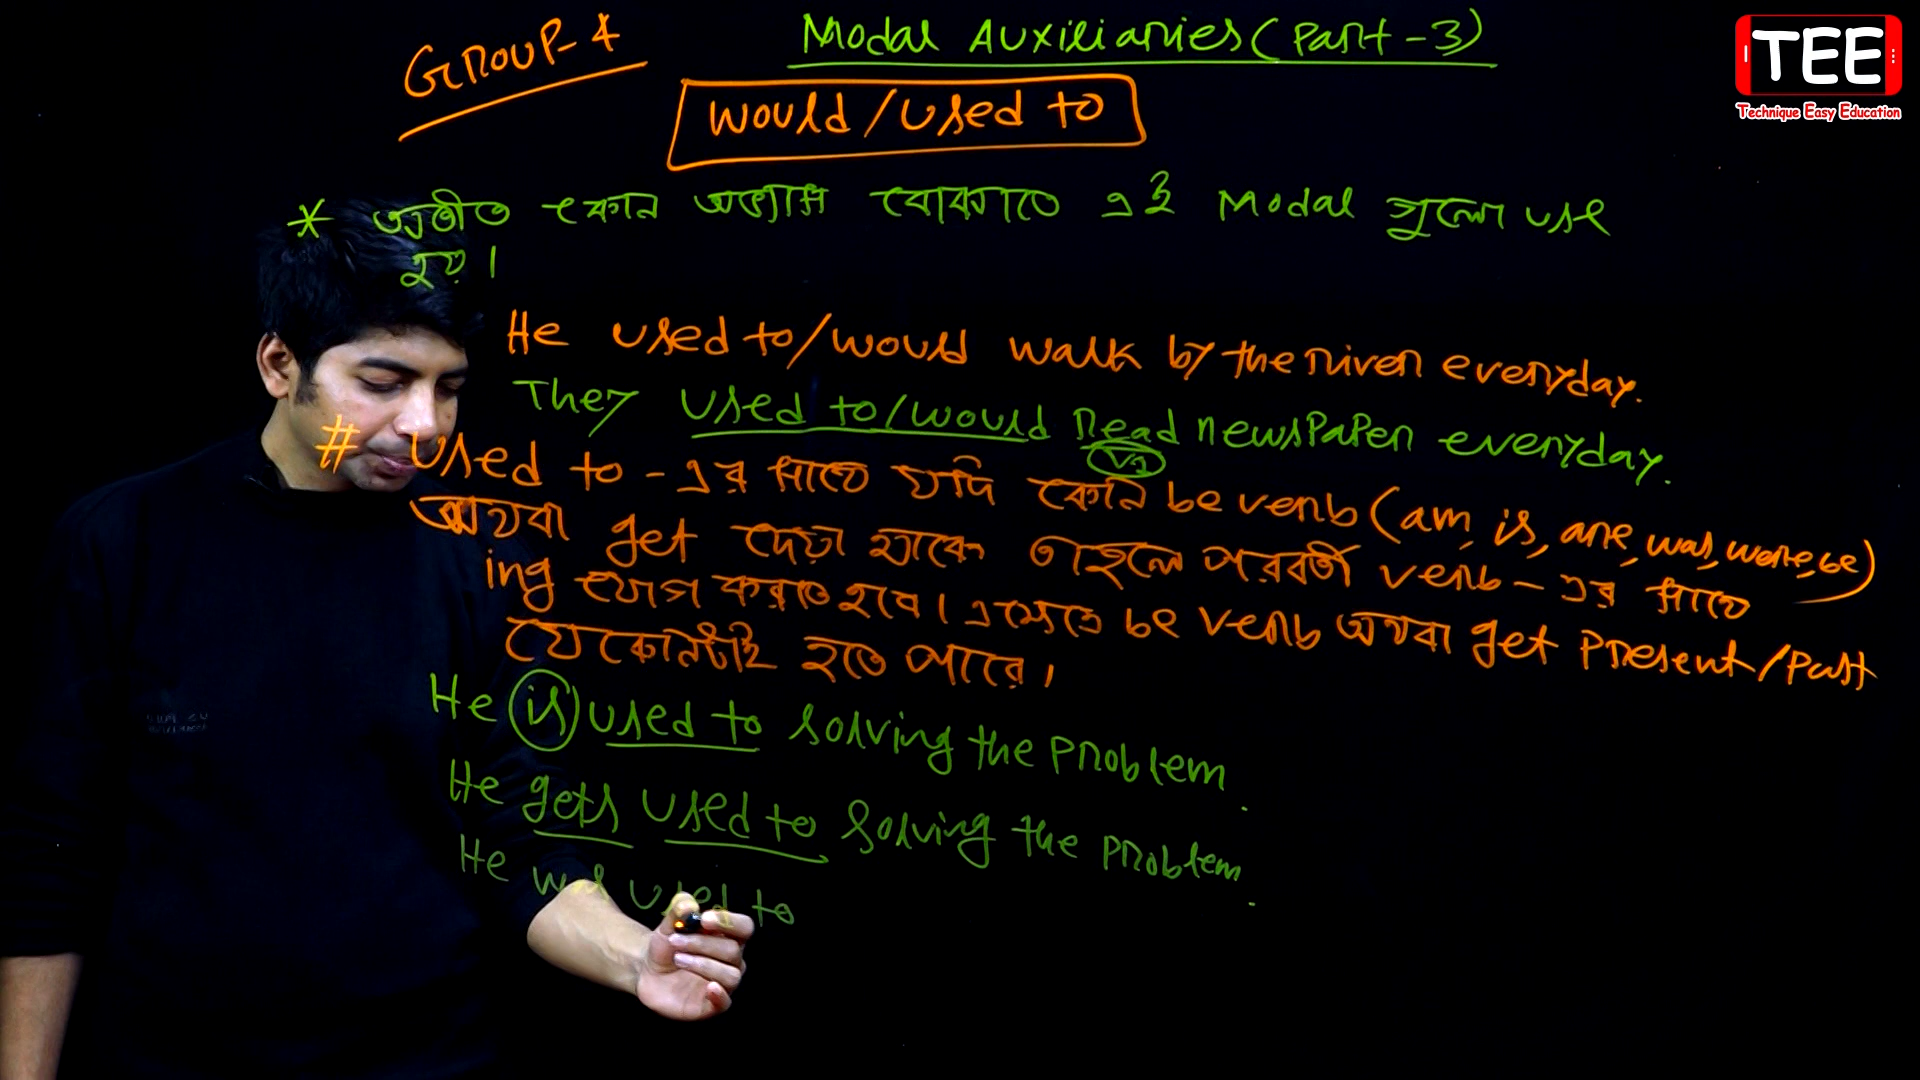 GROUP-4
Modal Auxiliaries (Part-3)
TEE
Technique Easy Education
would/used to
* অতীত কোন অভ্যাস বোঝাতে এই Modal গুলো use
হয়।
He used to/would walk by the river everyday.
They used to/would read newspaper everyday.
V1
# Used to -এর সাথে যদি কোন be verb (am, is, are, was, were, be)
অথবা get দেয়া থাকে তাহলে পরবর্তী verb-এর সাথে
ing যোগ করতে হবে। এক্ষেত্রে be verb অথবা get Present/Past
যেকোনটাই হতে পারে।
He is used to solving the problem.
He gets used to solving the problem.
He was used to